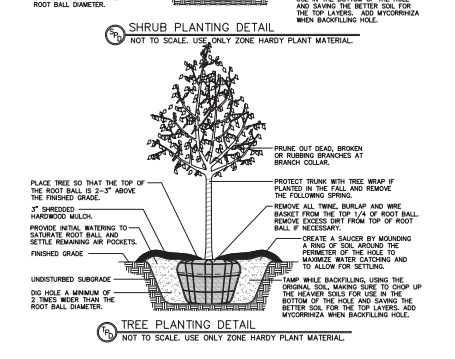 ROOT BALL DIAMETER.
AND SAVING THE BETTER SOIL FOR
THE TOP LAYERS. ADD MYCORRIHIZA
WHEN BACKFILLING HOLE.
SPD
SHRUB PLANTING DETAIL
NOT TO SCALE. USE ONLY ZONE HARDY PLANT MATERIAL.
PRUNE OUT DEAD, BROKEN
OR RUBBING BRANCHES AT
BRANCH COLLAR.
PLACE TREE SO THAT THE TOP OF
THE ROOT BALL IS 2-3" ABOVE
THE FINISHED GRADE.
3" SHREDDED
HARDWOOD MULCH.
PROVIDE INITIAL WATERING TO
SATURATE ROOT BALL AND
SETTLE REMAINING AIR POCKETS.
FINISHED GRADE
UNDISTURBED SUBGRADE
DIG HOLE A MINIMUM OF
2 TIMES WIDER THAN THE
ROOT BALL DIAMETER.
PROTECT TRUNK WITH TREE WRAP IF
PLANTED IN THE FALL AND REMOVE
THE FOLLOWING SPRING.
REMOVE ALL TWINE, BURLAP AND WIRE
BASKET FROM THE TOP 1/4 OF ROOT BALL.
REMOVE EXCESS DIRT FROM TOP OF ROOT
BALL IF NECESSARY.
CREATE A SAUCER BY MOUNDING
A RING OF SOIL AROUND THE
PERIMETER OF THE HOLE TO
MAXIMIZE WATER CATCHING AND
TO ALLOW FOR SETTLING.
TAMP WHILE BACKFILLING, USING THE
ORIGINAL SOIL, MAKING SURE TO CHOP UP
THE HEAVIER SOILS FOR USE IN THE
BOTTOM OF THE HOLE AND SAVING THE
BETTER SOIL FOR THE TOP LAYERS. ADD
MYCORRIHIZA WHEN BACKFILLING HOLE.
TPD
TREE PLANTING DETAIL
NOT TO SCALE. USE ONLY ZONE HARDY PLANT MATERIAL.